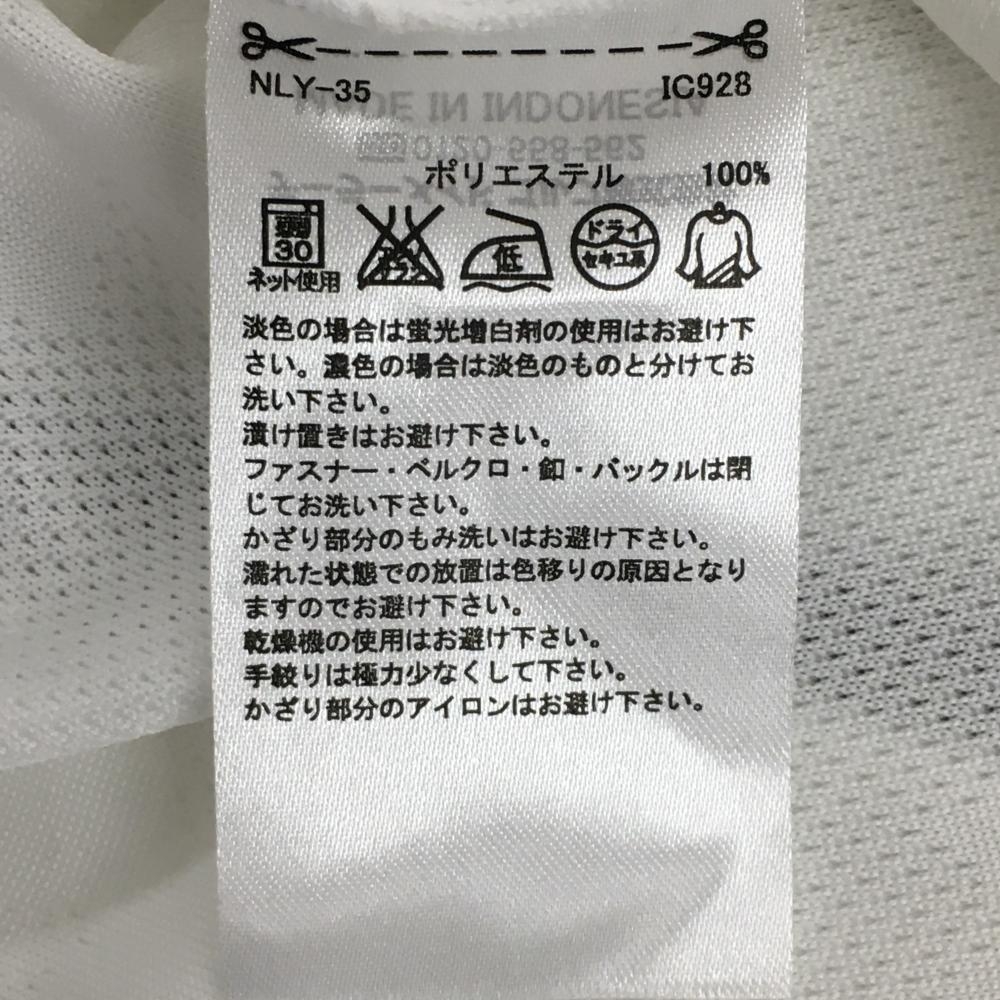 NLY-35 IC928
MADE IN INDONESIA
ポリエステル 100%
弱
30
ネット使用
低
ドライ
セキユ系
淡色の場合は蛍光増白剤の使用はお避け下
さい。濃色の場合は淡色のものと分けてお
洗い下さい。
漬け置きはお避け下さい。
ファスナー・ベルクロ・釦・バックルは閉
じてお洗い下さい。
かざり部分のもみ洗いはお避け下さい。
濡れた状態での放置は色移りの原因となり
ますのでお避け下さい。
乾燥機の使用はお避け下さい。
手絞りは極力少なくして下さい。
かざり部分のアイロンはお避け下さい。